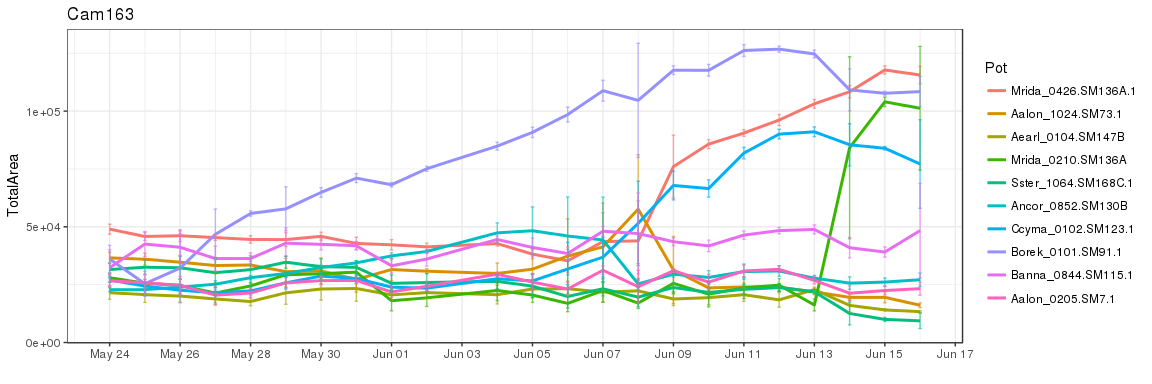 Cam163
TotalArea
1e+05
5e+04
0e+00
May 24 May 26 May 28 May 30 Jun 01 Jun 03 Jun 05 Jun 07 Jun 09 Jun 11 Jun 13 Jun 15 Jun 17
Pot
Mrida_0426.SM136A.1
Aalon_1024.SM73.1
Aearl_0104.SM147B
Mrida_0210.SM136A
Sster_1064.SM168C.1
Ancor_0852.SM130B
Ccyma_0102.SM123.1
Borek_0101.SM91.1
Banna_0844.SM115.1
Aalon_0205.SM7.1